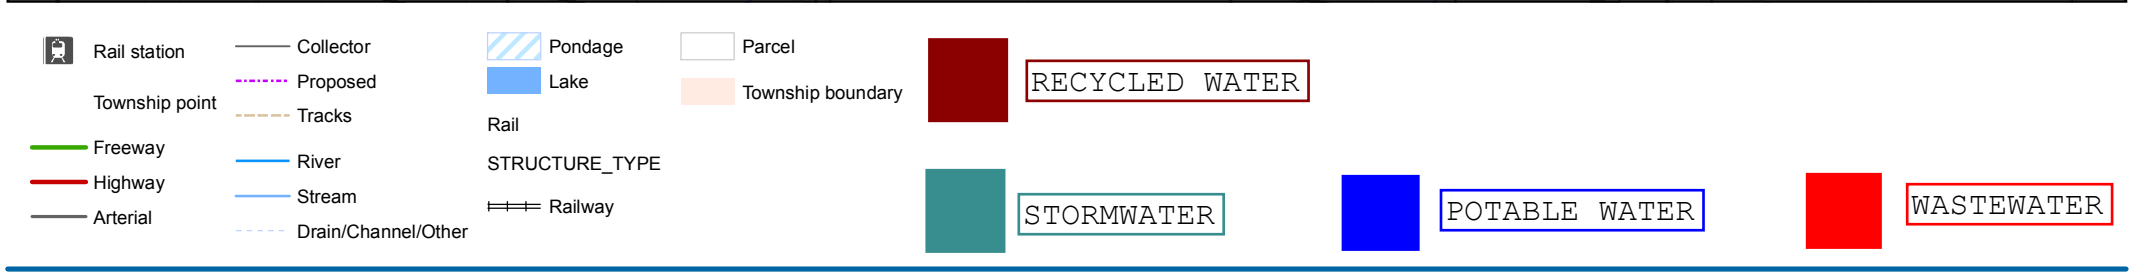 Rail station
Township point
Freeway
Highway
Arterial
Collector
Proposed
Tracks
River
Stream
Drain/Channel/Other
Pondage
Lake
Rail
STRUCTURE_TYPE
Railway
Parcel
Township boundary
RECYCLED WATER
STORMWATER
POTABLE WATER
WASTEWATER